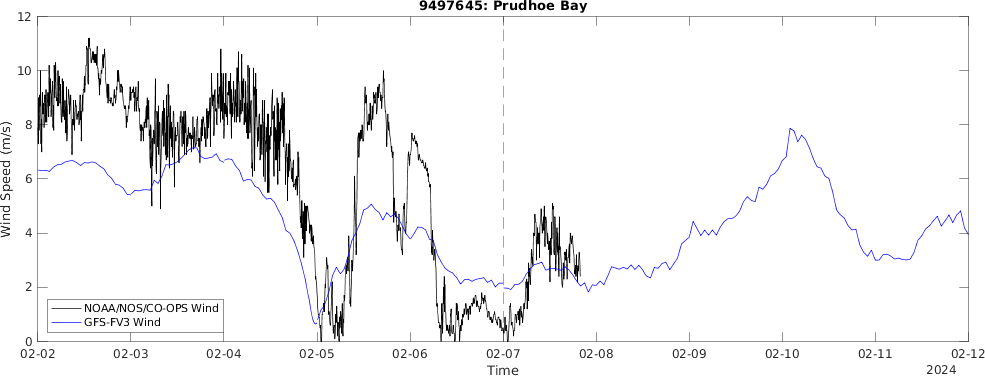 9497645: Prudhoe Bay
Wind Speed (m/s)
12
10
8
6
4
2
0
NOAA/NOS/CO-OPS Wind
GFS-FV3 Wind
02-02 02-03 02-04 02-05 02-06 02-07 02-08 02-09 02-10 02-11 02-12
Time
2024